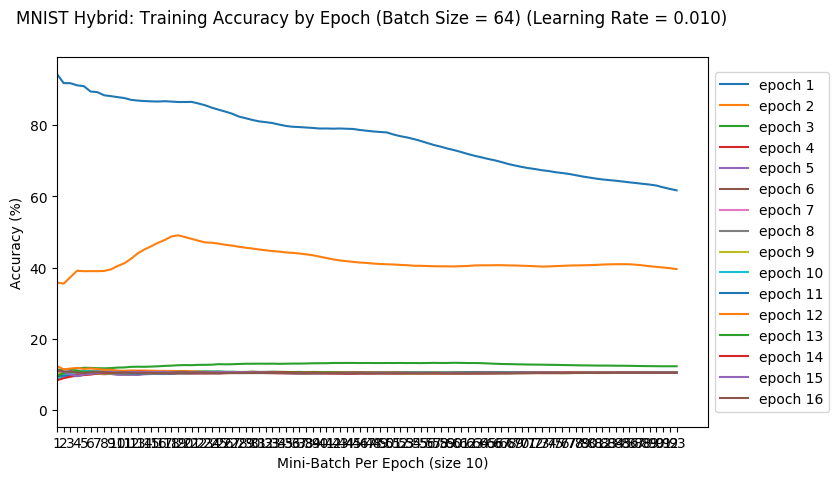 MNIST Hybrid: Training Accuracy by Epoch (Batch Size = 64) (Learning Rate = 0.010)
Accuracy (%)
80
60
40
20
0
Mini-Batch Per Epoch (size 10)
epoch 1
epoch 2
epoch 3
epoch 4
epoch 5
epoch 6
epoch 7
epoch 8
epoch 9
epoch 10
epoch 11
epoch 12
epoch 13
epoch 14
epoch 15
epoch 16